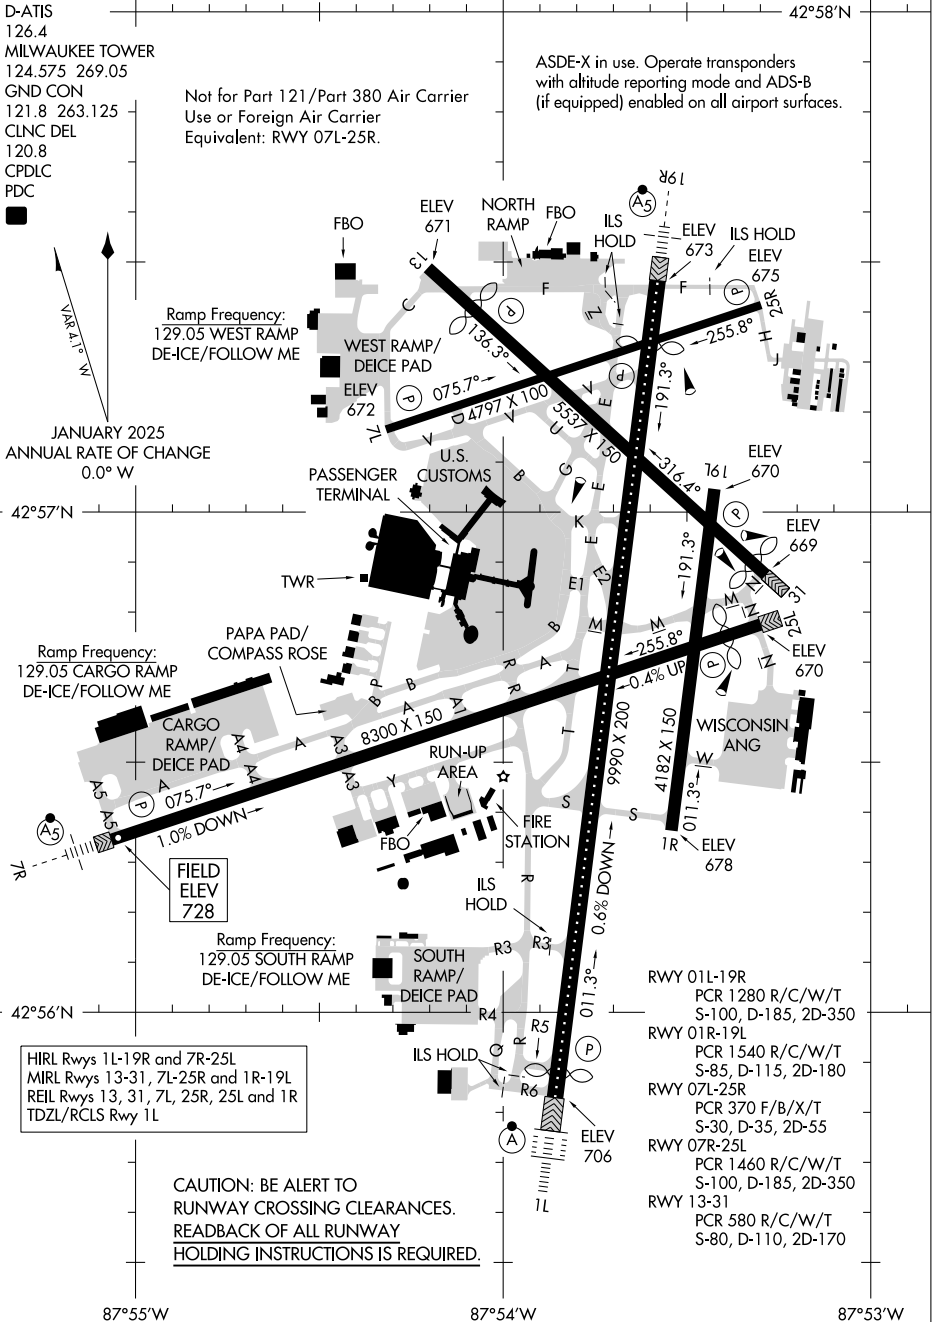 D-ATIS
126.4
MILWAUKEE TOWER
124.575 269.05
GND CON
121.8 263.125
CLNC DEL
120.8
CPDLC
PDC
42°58'N
ASDE-X in use. Operate transponders
with altitude reporting mode and ADS-B
(if equipped) enabled on all airport surfaces.
Not for Part 121/Part 380 Air Carrier
Use or Foreign Air Carrier
Equivalent: RWY 07L-25R.
VAR 4.1° W
JANUARY 2025
ANNUAL RATE OF CHANGE
0.0° W
FBO
ELEV
671
NORTH
RAMP
FBO
ILS
HOLD
A5
19R
ELEV
673
ILS HOLD
ELEV
675
13
C
F
F
P
P
Z
25R
H
L
Ramp Frequency:
129.05 WEST RAMP
DE-ICE/FOLLOW ME
WEST RAMP/
DEICE PAD
ELEV
672
136.3°
255.8°
P
P
075.7°
4797 X 100
191.3°
7L
V
D
V
V
E
U
5537 X 150
316.4°
U.S.
CUSTOMS
B
G
PASSENGER
TERMINAL
E
E
K
19L
ELEV
670
P
42°57'N
ELEV
669
191.3°
TWR
E1
E2
N
31
W
N
25L
PAPA PAD/
COMPASS ROSE
B
M
M
255.8°
0.4% UP
P
N
ELEV
670
Ramp Frequency:
129.05 CARGO RAMP
DE-ICE/FOLLOW ME
R
R
A
T
P
B
B
A
A1
8300 X 150
CARGO
RAMP/
DEICE PAD
A4
A4
A
A3
A3
RUN-UP
AREA
T
9990 X 200
4182 X 150
WISCONSIN
ANG
W
A5
A5
A
P
075.7°
Y
1.0% DOWN
S
S
011.3°
A5
7R
FBO
FIRE
STATION
1R
ELEV
678
FIELD
ELEV
728
R
0.6% DOWN
ILS
HOLD
Ramp Frequency:
129.05 SOUTH RAMP
DE-ICE/FOLLOW ME
SOUTH
RAMP/
DEICE PAD
R3
R3
011.3°
42°56'N
R4
R5
Q
R
P
ILS HOLD
R6
A
ELEV
706
1L
HIRL Rwys 1L-19R and 7R-25L
MIRL Rwys 13-31, 7L-25R and 1R-19L
REIL Rwys 13, 31, 7L, 25R, 25L and 1R
TDZL/RCLS Rwy 1L
RWY 01L-19R
PCR 1280 R/C/W/T
S-100, D-185, 2D-350
RWY 01R-19L
PCR 1540 R/C/W/T
S-85, D-115, 2D-180
RWY 07L-25R
PCR 370 F/B/X/T
S-30, D-35, 2D-55
RWY 07R-25L
PCR 1460 R/C/W/T
S-100, D-185, 2D-350
RWY 13-31
PCR 580 R/C/W/T
S-80, D-110, 2D-170
CAUTION: BE ALERT TO
RUNWAY CROSSING CLEARANCES.
READBACK OF ALL RUNWAY
HOLDING INSTRUCTIONS IS REQUIRED.
87°55'W
87°54'W
87°53'W